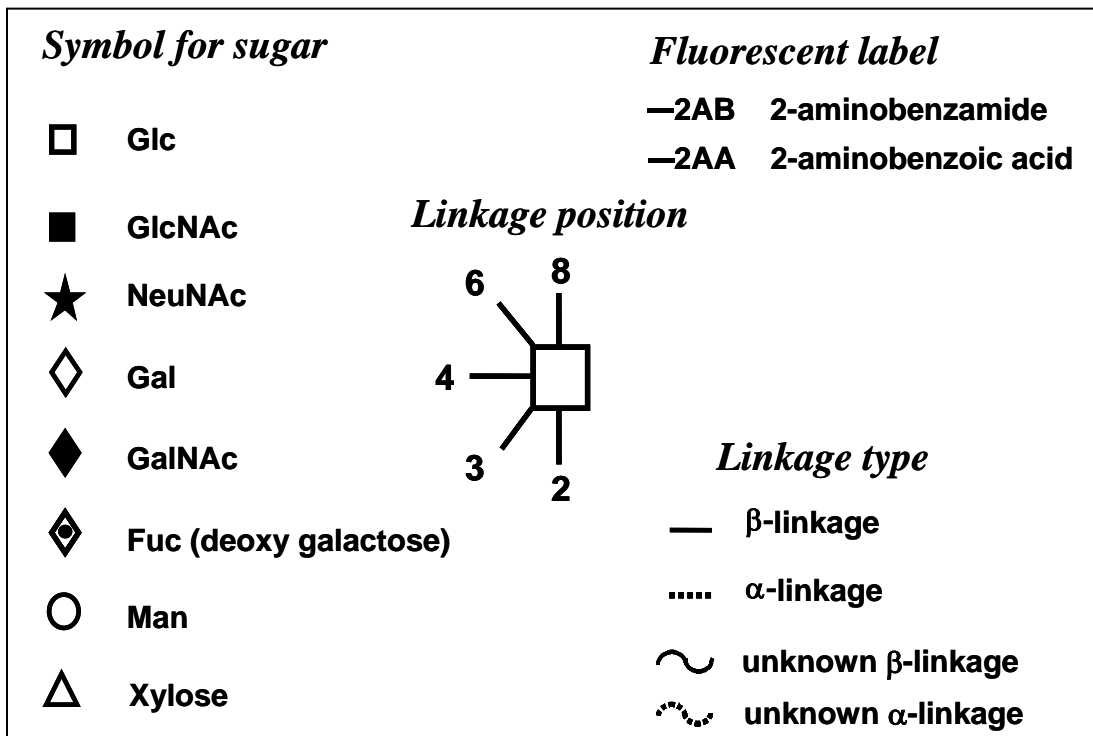 Symbol for sugar
Glc
GlcNAc
NeuNAc
Gal
GalNAc
Fuc (deoxy galactose)
Man
Xylose
Fluorescent label
—2AB 2-aminobenzamide
—2AA 2-aminobenzoic acid
Linkage position
8
6
4
3
2
Linkage type
β-linkage
α-linkage
unknown β-linkage
unknown α-linkage